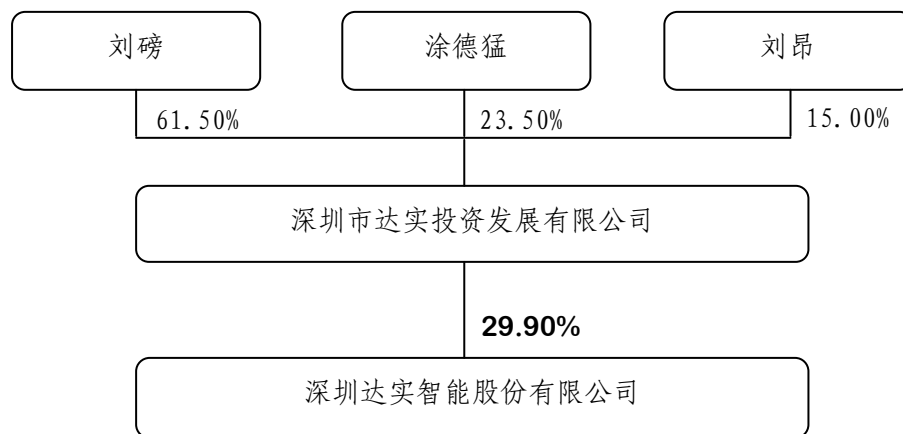 刘磅
涂德猛
刘昂
61.50%
23.50%
15.00%
深圳市达实投资发展有限公司
29.90%
深圳达实智能股份有限公司